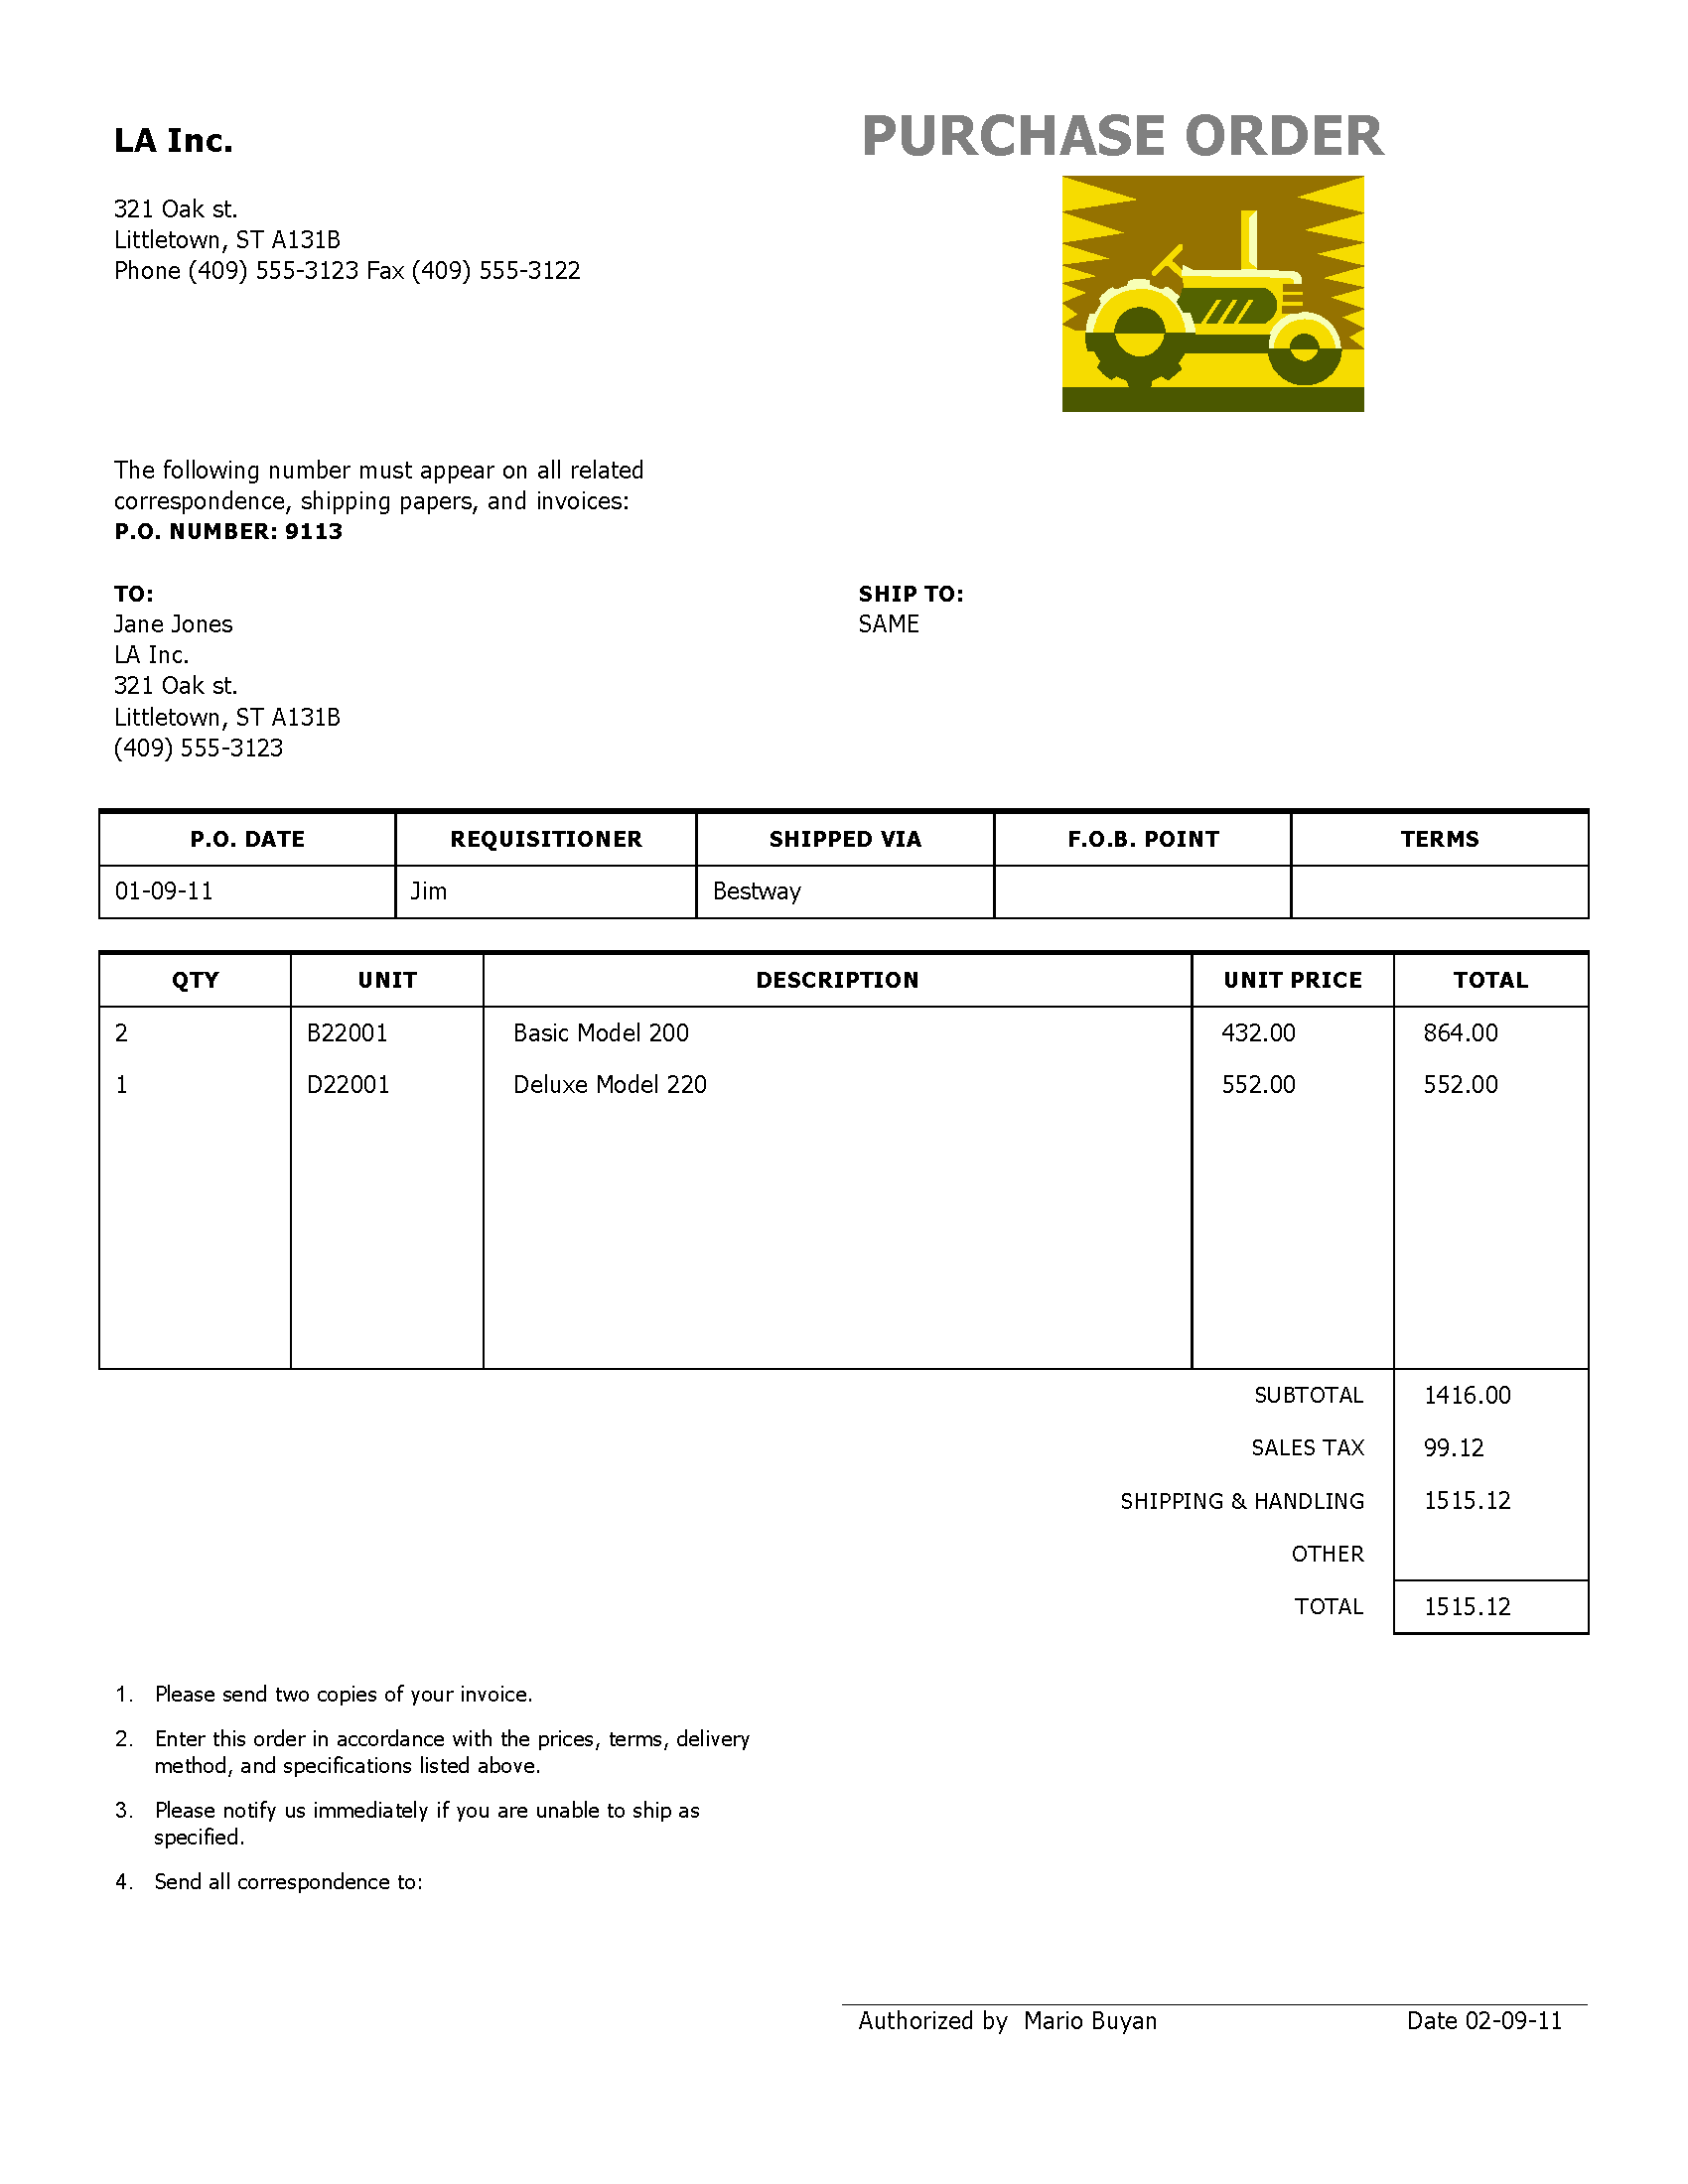 LA Inc.
PURCHASE ORDER
321 Oak st.
Littletown, ST A131B
Phone (409) 555-3123 Fax (409) 555-3122
The following number must appear on all related
correspondence, shipping papers, and invoices:
P.O. NUMBER: 9113
TO:
Jane Jones
LA Inc.
321 Oak st.
Littletown, ST A131B
(409) 555-3123
SHIP TO:
SAME
P.O. DATE REQUISITIONER SHIPPED VIA F.O.B. POINT TERMS
01-09-11 Jim Bestway
QTY UNIT DESCRIPTION UNIT PRICE TOTAL
2 B22001 Basic Model 200 432.00 864.00
1 D22001 Deluxe Model 220 552.00 552.00
SUBTOTAL 1416.00
SALES TAX 99.12
SHIPPING & HANDLING 1515.12
OTHER
TOTAL 1515.12
1. Please send two copies of your invoice.
2. Enter this order in accordance with the prices, terms, delivery
method, and specifications listed above.
3. Please notify us immediately if you are unable to ship as
specified.
4. Send all correspondence to:
Authorized by Mario Buyan Date 02-09-11